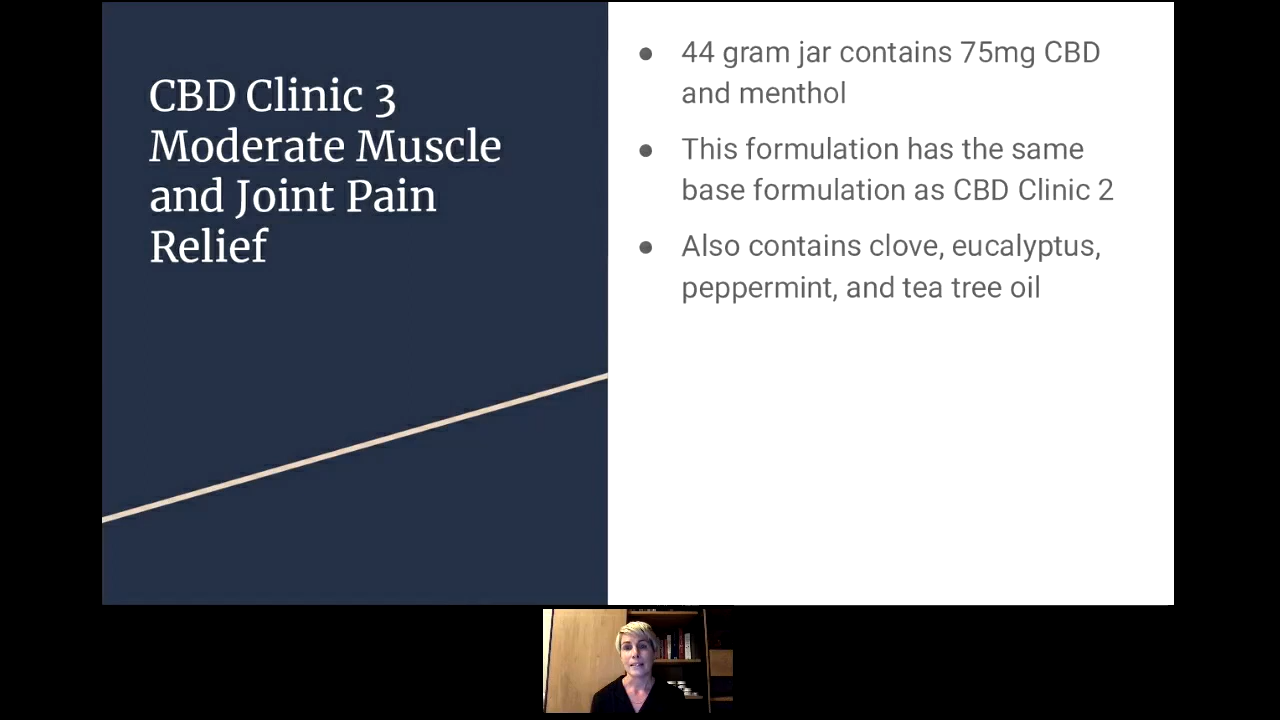 CBD Clinic 3
Moderate Muscle
and Joint Pain
Relief
● 44 gram jar contains 75mg CBD
and menthol
● This formulation has the same
base formulation as CBD Clinic 2
● Also contains clove, eucalyptus,
peppermint, and tea tree oil